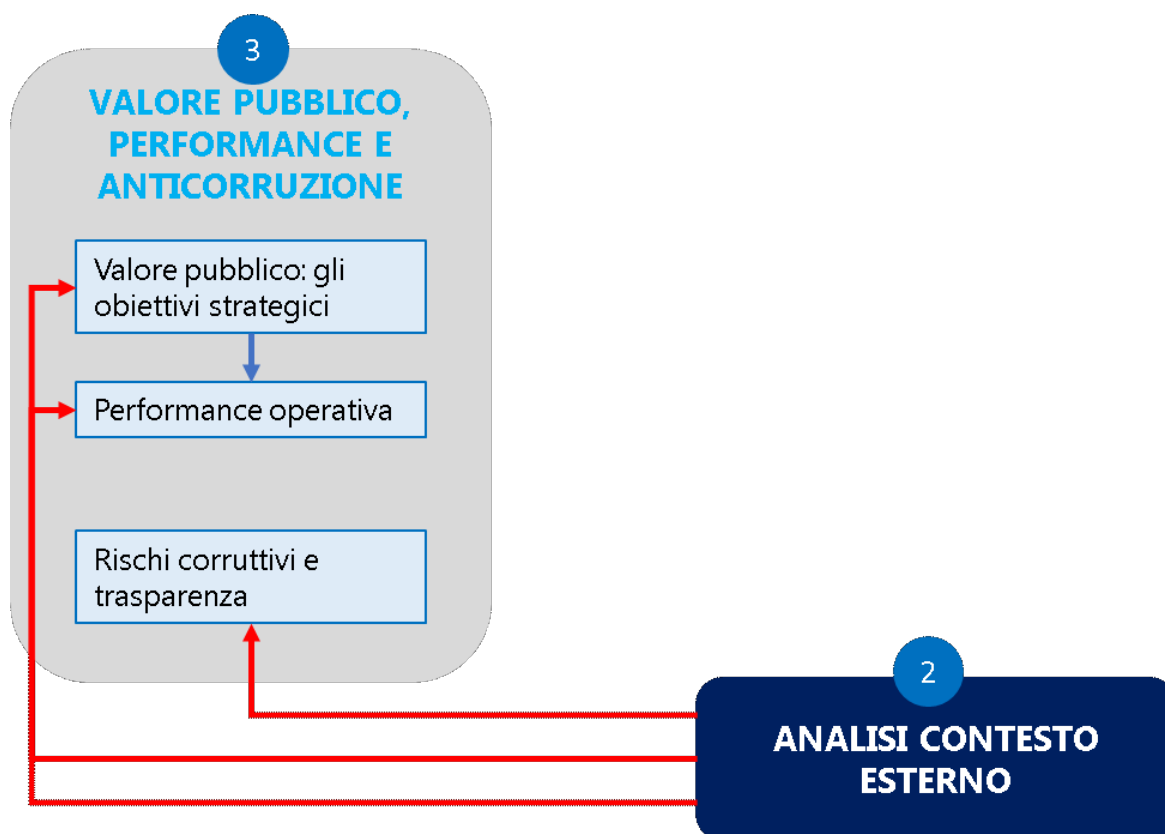 3
VALORE PUBBLICO,
PERFORMANCE E
ANTICORRUZIONE
Valore pubblico: gli
obiettivi strategici
Performance operativa
Rischi corruttivi e
trasparenza
2
ANALISI CONTESTO
ESTERNO